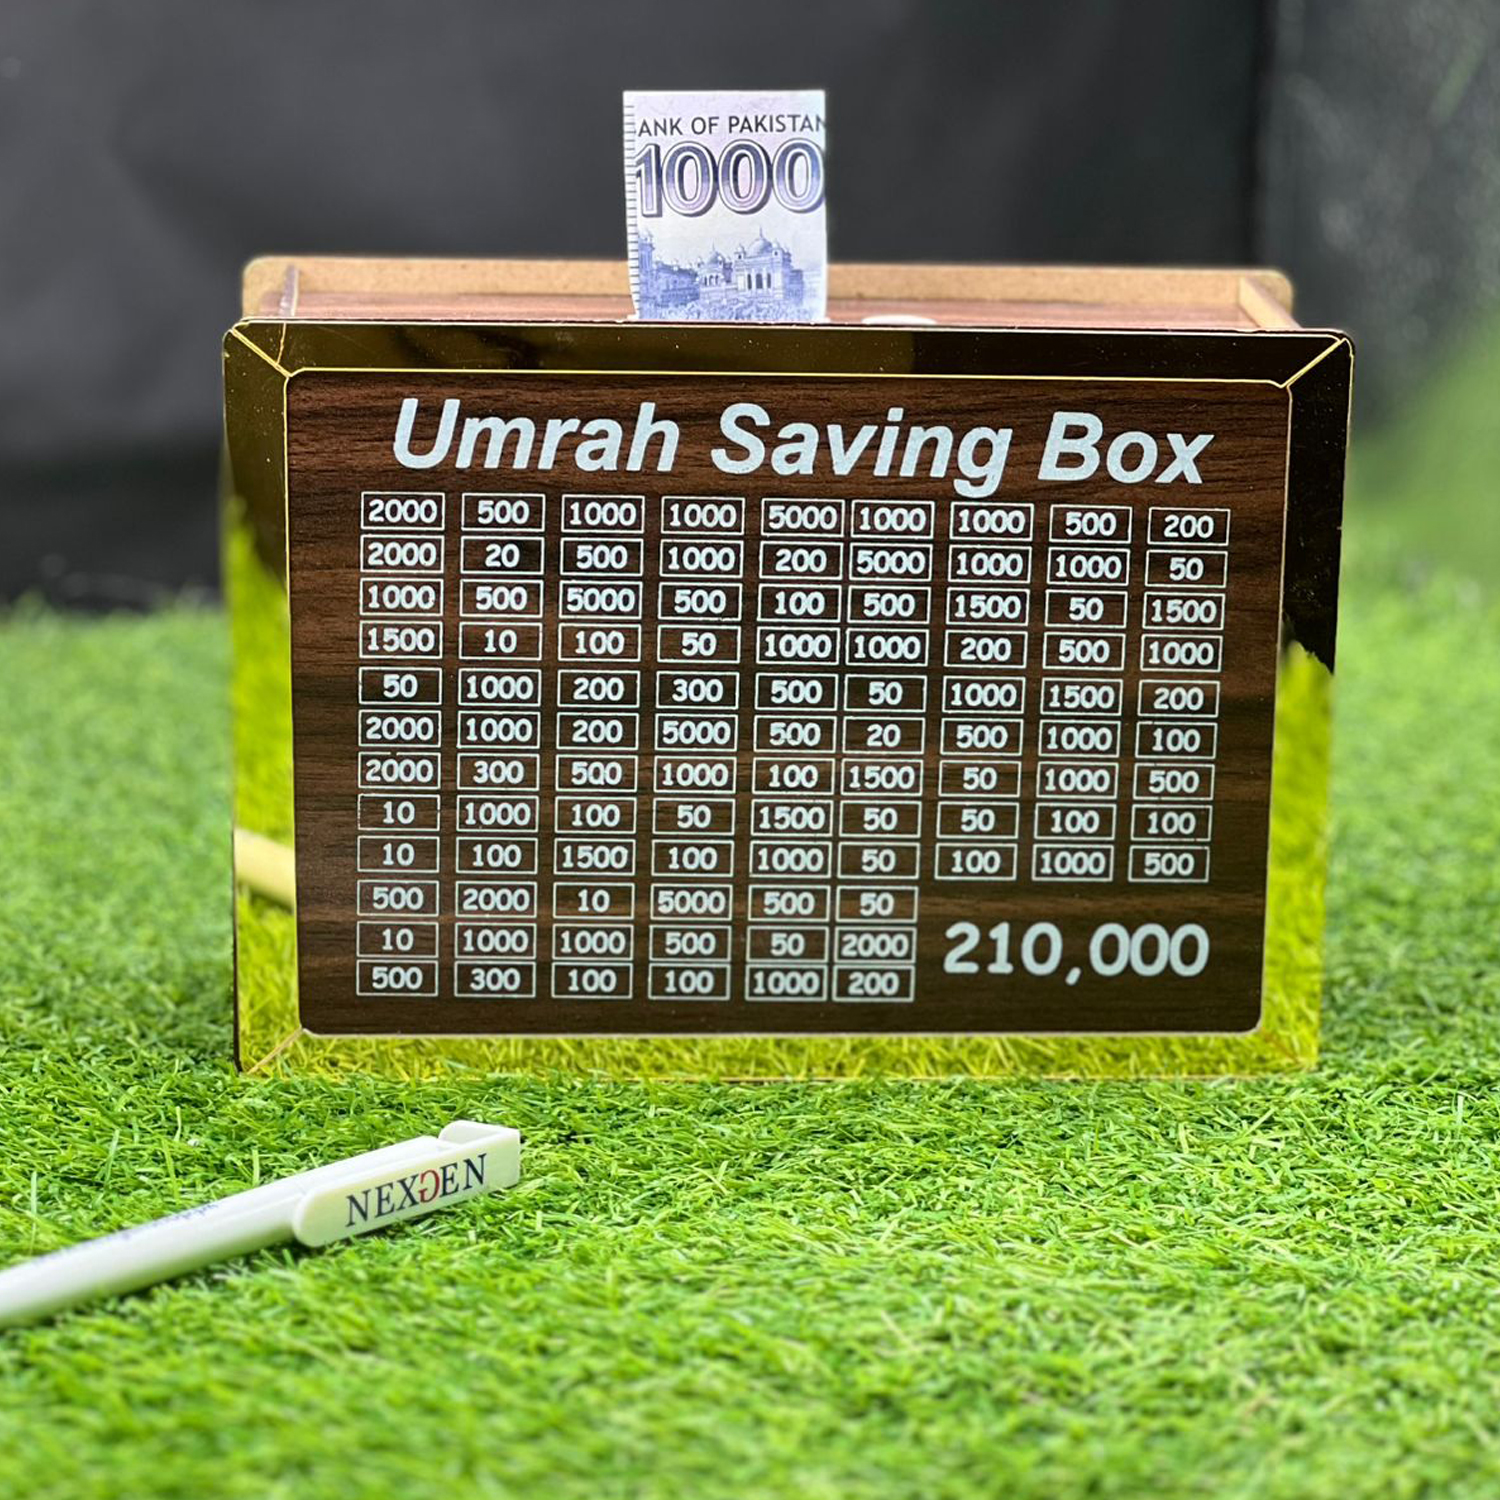 ANK OF PAKISTAN
1000
Umrah Saving Box
2000 500 1000 1000 5000 1000 1000 500 200
2000 20 500 1000 200 5000 1000 1000 50
1000 500 5000 500 100 500 1500 50 1500
1500 10 100 50 1000 1000 200 500 1000
50 1000 200 300 500 50 1000 1500 200
2000 1000 200 5000 500 20 500 1000 100
2000 300 500 1000 100 1500 50 1000 500
10 1000 100 50 1500 50 50 100 100
10 100 1500 100 1000 50 100 1000 500
500 2000 10 5000 500 50
10 1000 1000 500 50 2000
500 300 100 100 1000 200
210,000
NEXGEN